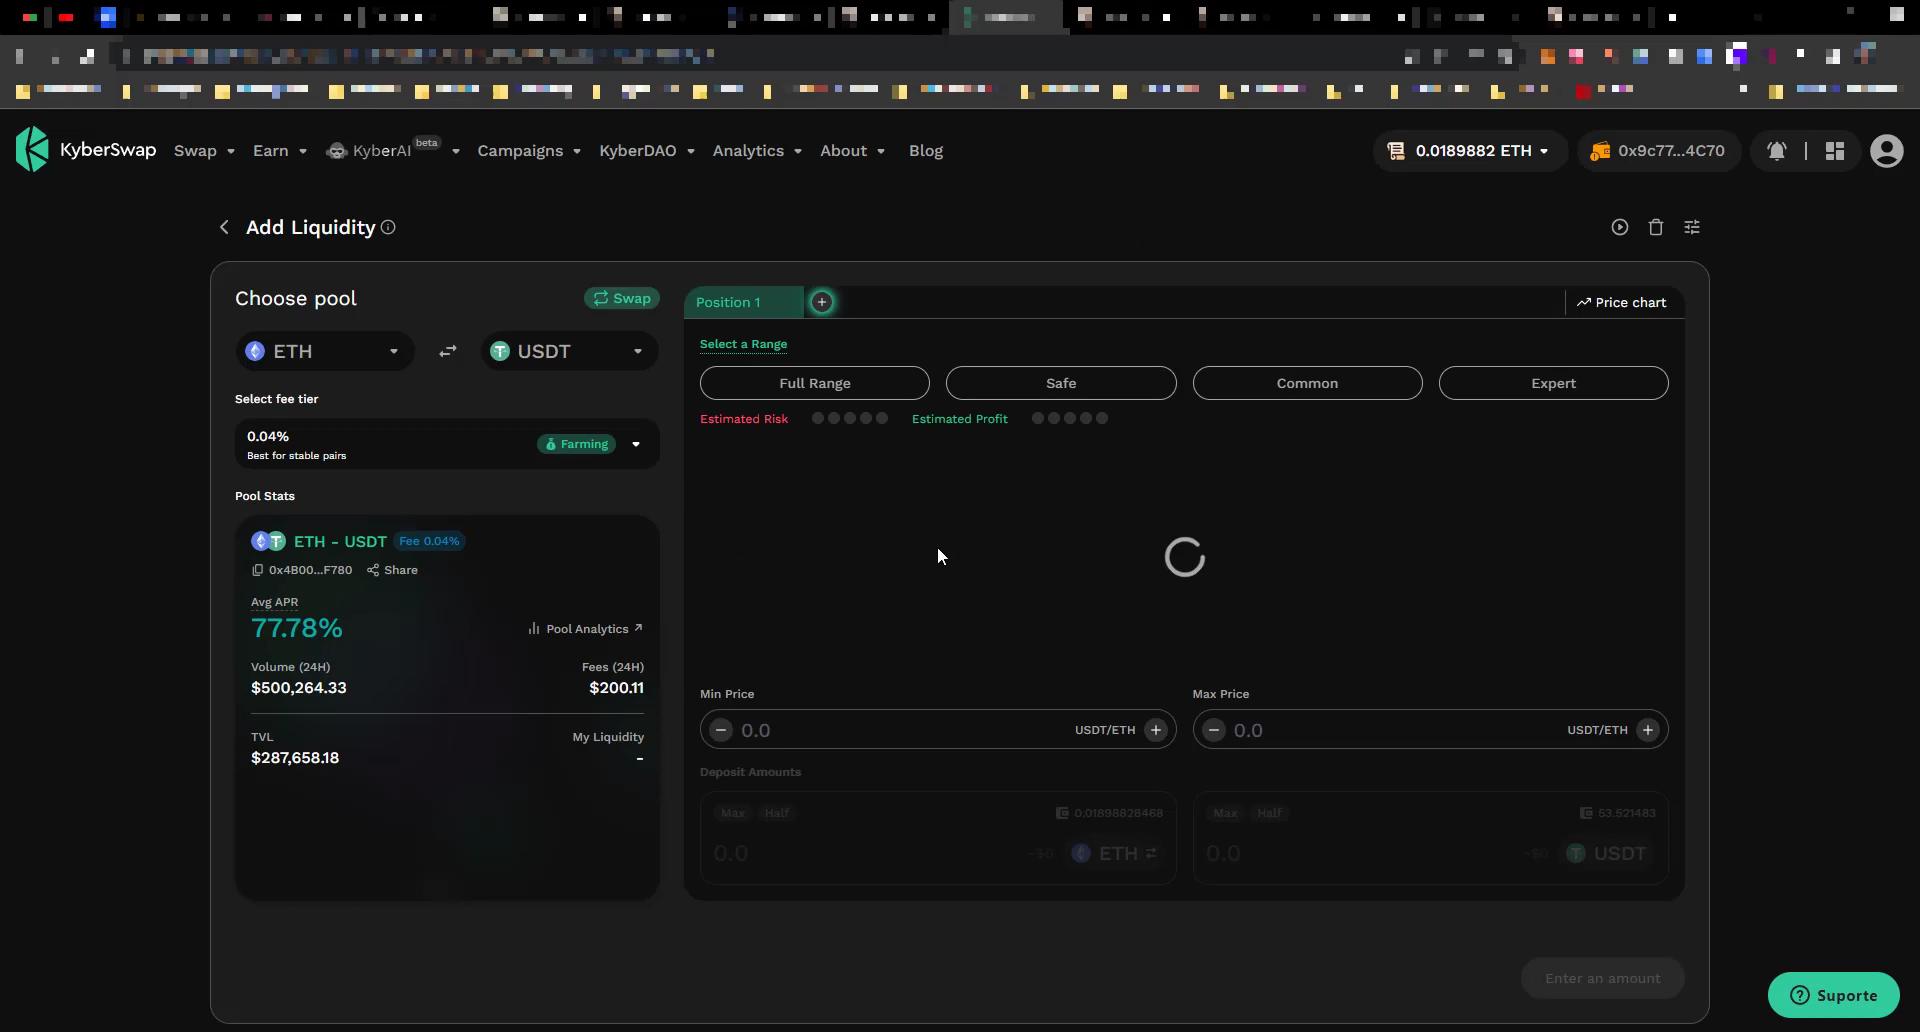 KyberSwap Swap Earn KyberAI beta Campaigns KyberDAO Analytics About Blog 0.0189882 ETH 0x9c77...4C70
Add Liquidity
Choose pool
Swap
ETH
USDT
Select fee tier
0.04%
Best for stable pairs
Farming
Pool Stats
ETH - USDT Fee 0.04%
0x4B00...F780 Share
Avg APR
77.78%
Pool Analytics
Volume (24H) Fees (24H)
$500,264.33 $200.11
TVL My Liquidity
$287,658.18 -
Position 1
Price chart
Select a Range
Full Range Safe Common Expert
Estimated Risk Estimated Profit
Min Price Max Price
0.0 USDT/ETH 0.0 USDT/ETH
Deposit Amounts
Max Half 0.01898828468 Max Half 53.521483
0.0 ~$0 ETH 0.0 ~$0 USDT
Enter an amount
Suporte